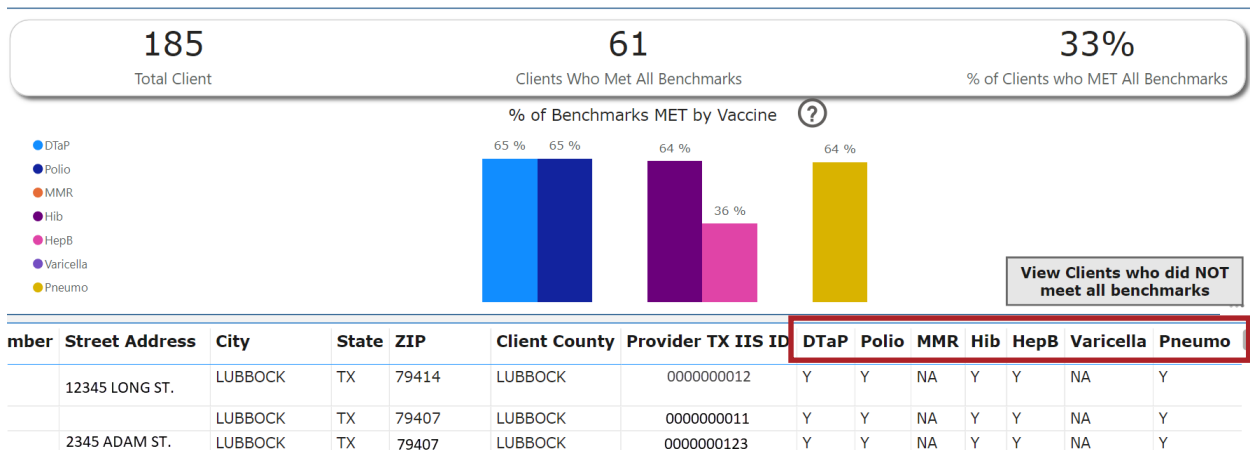 185
61
33%
Total Client
Clients Who Met All Benchmarks
% of Clients who MET All Benchmarks
% of Benchmarks MET by Vaccine ?
DTaP
Polio
MMR
Hib
HepB
Varicella
Pneumo
65 %
65 %
64 %
36 %
64 %
View Clients who did NOT
meet all benchmarks
mber Street Address City State ZIP Client County Provider TX IIS ID DTaP Polio MMR Hib HepB Varicella Pneumo
12345 LONG ST. LUBBOCK TX 79414 LUBBOCK 0000000012 Y Y NA Y Y NA Y
LUBBOCK TX 79407 LUBBOCK 0000000011 Y Y NA Y Y NA Y
2345 ADAM ST. LUBBOCK TX 79407 LUBBOCK 0000000123 Y Y NA Y Y NA Y